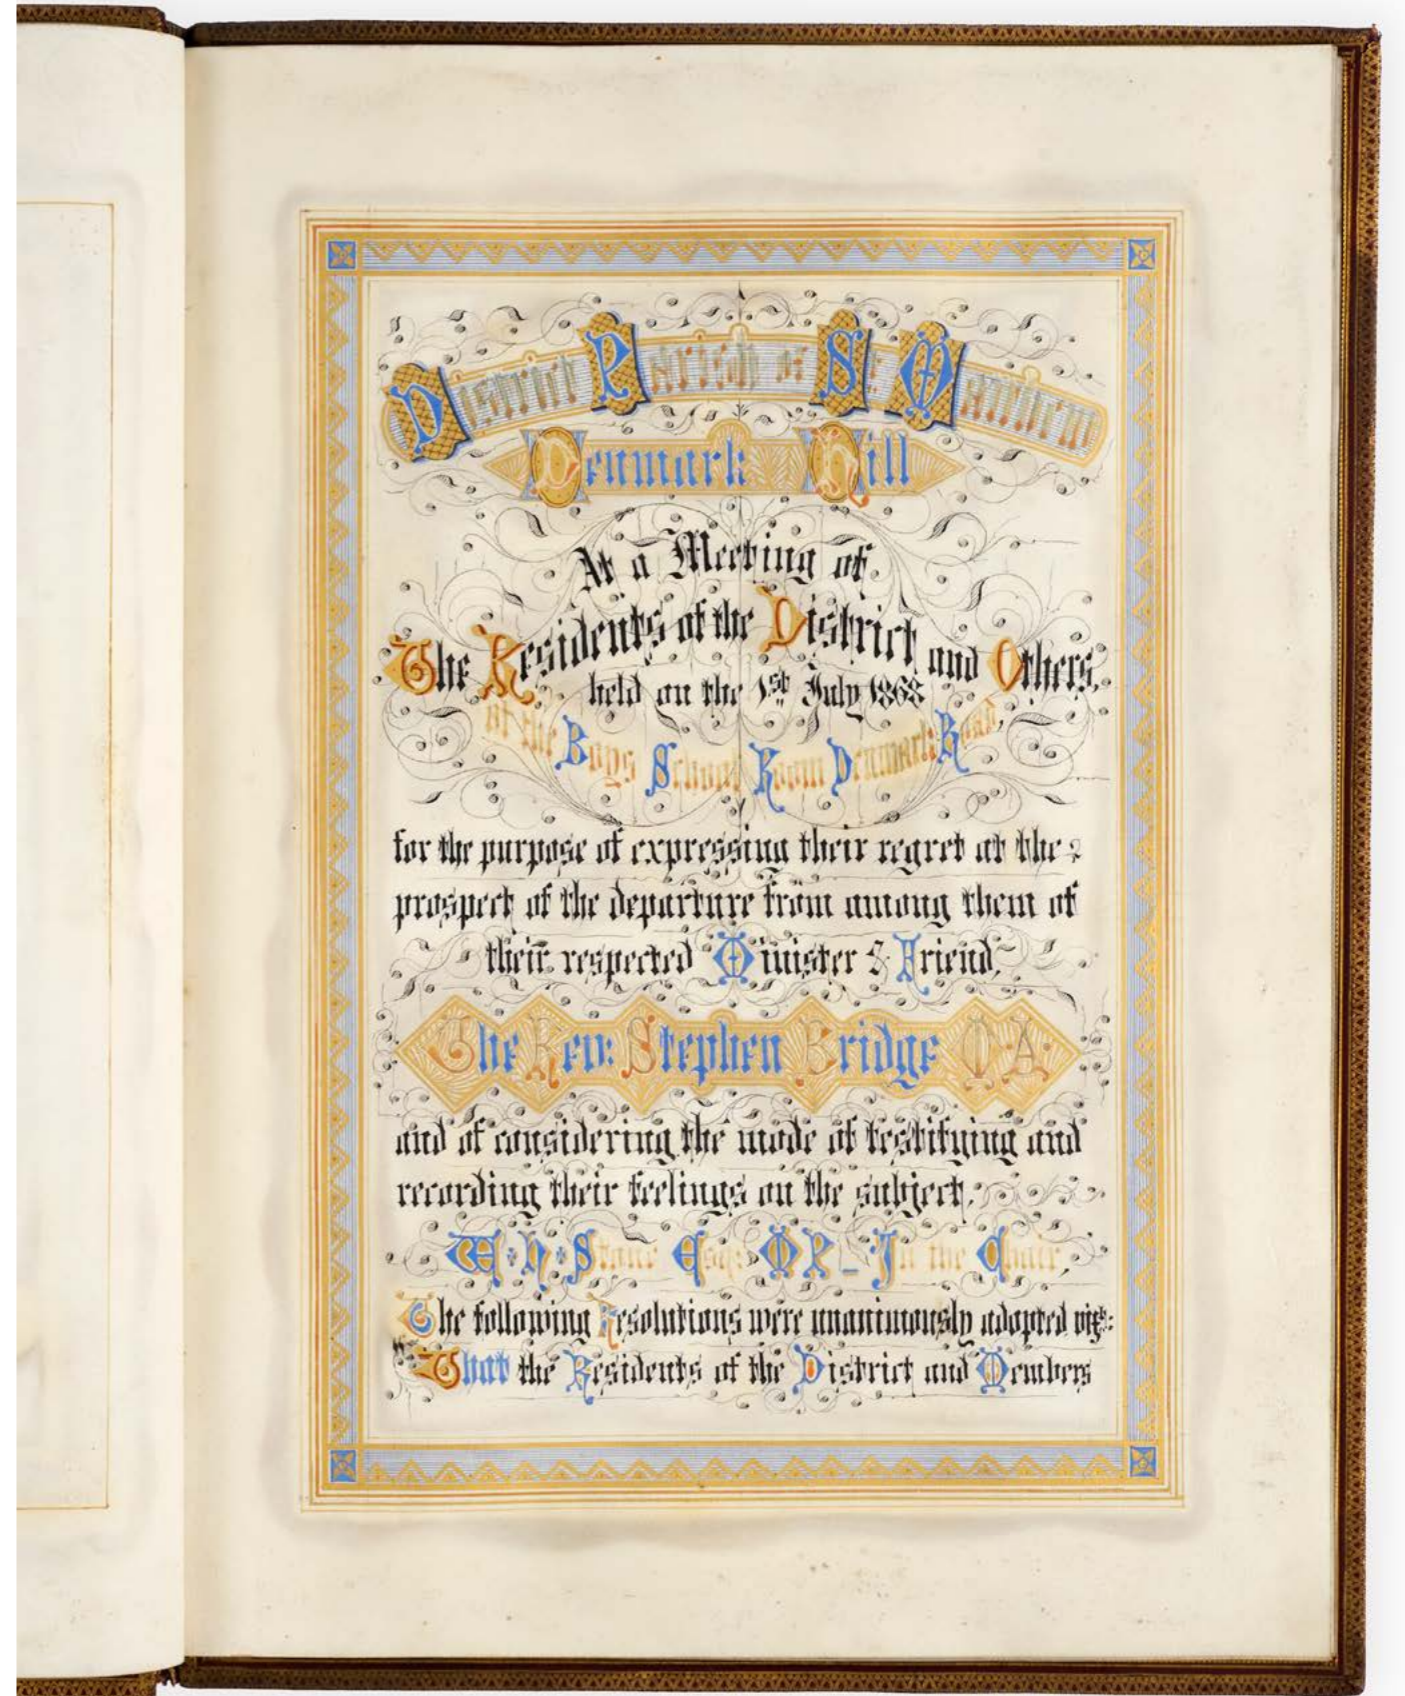 District Parish of St. Matthew
Denmark Hill
At a Meeting of
The Residents of the District and Others,
held on the 1st July 1868
at the Boys School Room Denmark Road,
for the purpose of expressing their regret at the
prospect of the departure from among them of
their respected Minister & Friend,
The Rev: Stephen Bridge M.A.
and of considering the mode of testifying and
recording their feelings on the subject,
W. H. Stone Esq: M P _ In the Chair,
The following Resolutions were unanimously adopted viz:
That the Residents of the District and Members